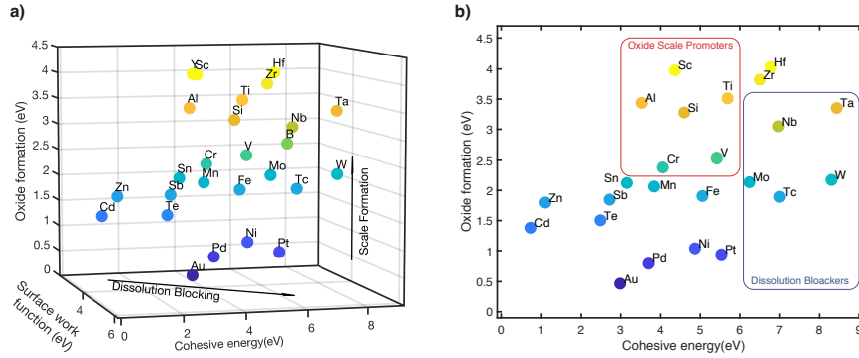 a)
4.5
4
3.5
3
2.5
2
1.5
1
0.5
0
Oxide formation (eV)
Y
Sc
Hf
Zr
Al
Ti
Si
Ta
Nb
B
Cr
V
Sn
Mn
Mo
W
Zn
Sb
Fe
Tc
Cd
Te
Ni
Pd
Pt
Au
Scale Formation
Dissolution Blocking
Surface work
function(eV)
4
6
0
2
4
6
8
Cohesive energy(eV)
b)
4.5
4
3.5
3
2.5
2
1.5
1
0.5
0
Oxide formation(eV)
Oxide Scale Promoters
Sc
Hf
Zr
Al
Ti
Si
Ta
Nb
Cr
V
Sn
Mn
Mo
W
Zn
Sb
Fe
Tc
Cd
Te
Ni
Pd
Pt
Au
Dissolution Bloackers
0
1
2
3
4
5
6
7
8
9
Cohesive energy(eV)